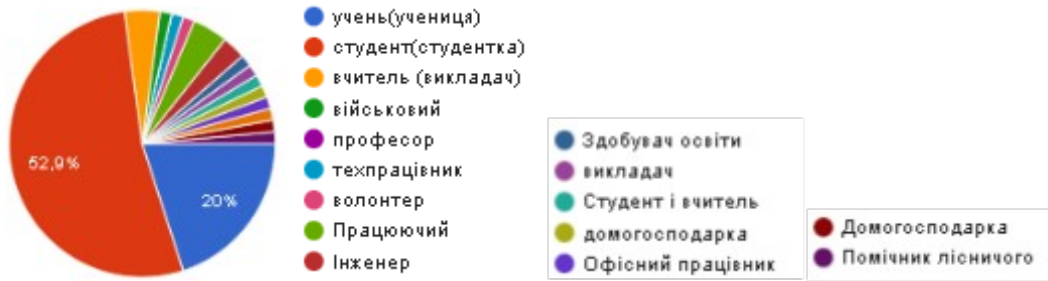 52,9%
20%
учень(учениця)
студент(студентка)
вчитель (викладач)
військовий
професор
техпрацівник
волонтер
Працюючий
Інженер
Здобувач освіти
викладач
Студент і вчитель
домогосподарка
Офісний працівник
Домогосподарка
Помічник лісничого